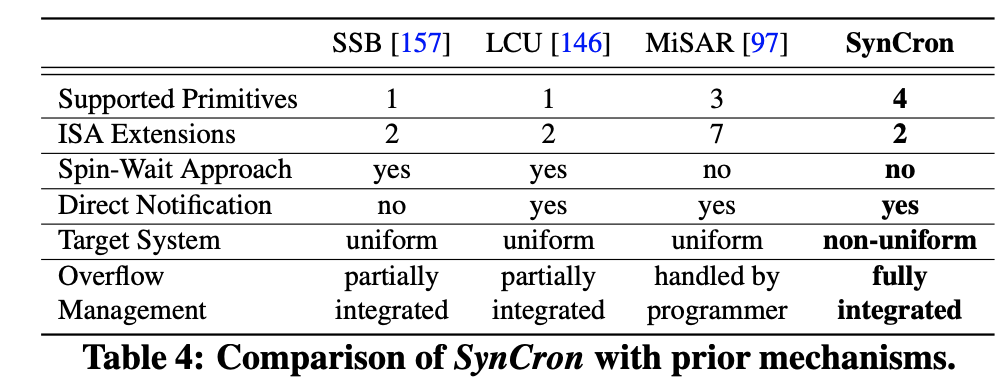 SSB [157] LCU [146] MiSAR [97] SynCron
Supported Primitives 1 1 3 4
ISA Extensions 2 2 7 2
Spin-Wait Approach yes yes no no
Direct Notification no yes yes yes
Target System uniform uniform uniform non-uniform
Overflow partially partially handled by fully
Management integrated integrated programmer integrated
Table 4: Comparison of SynCron with prior mechanisms.